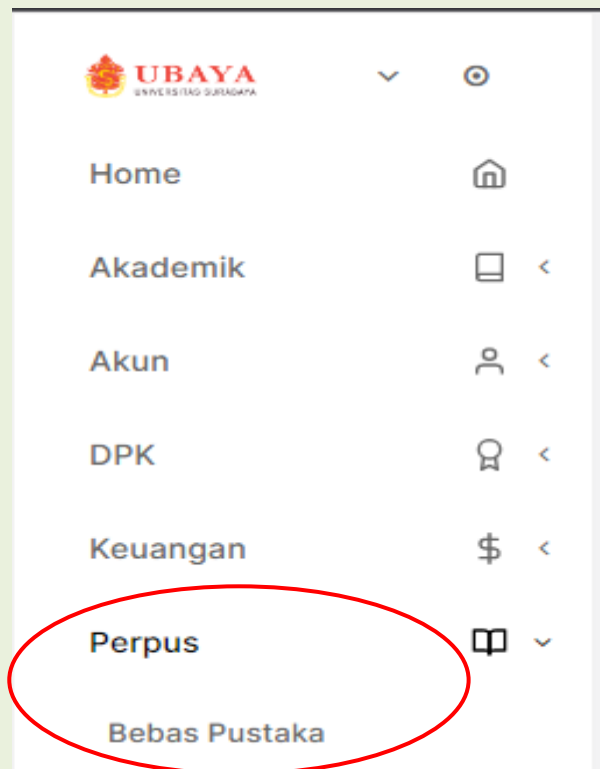 UBAYA
UNIVERSITAS SURABAYA
Home
Akademik
Akun
DPK
Keuangan
Perpus
Bebas Pustaka